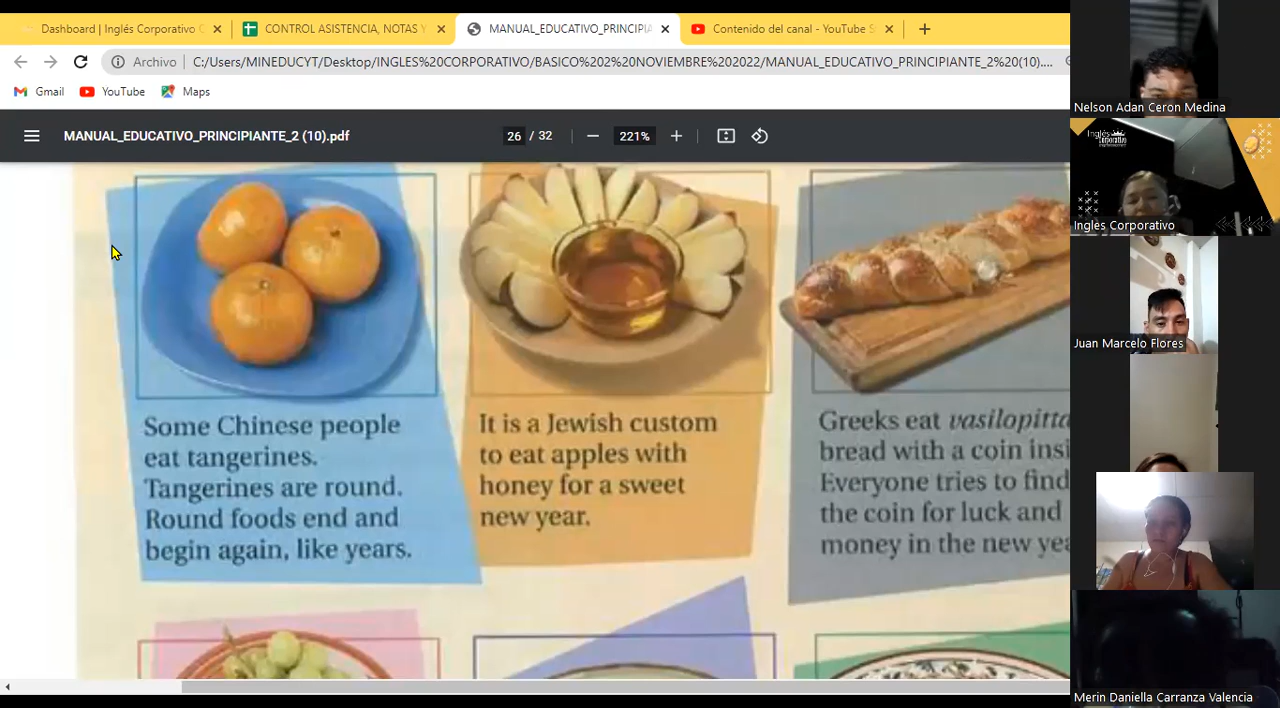 Dashboard | Inglés Corporativo
CONTROL ASISTENCIA, NOTAS Y
MANUAL_EDUCATIVO_PRINCIPIA
Contenido del canal - YouTube S
Archivo
C:/Users/MINEDUCYT/Desktop/INGLES%20CORPORATIVO/BASICO%202%20NOVIEMBRE%202022/MANUAL_EDUCATIVO_PRINCIPIANTE_2%20(10)....
Gmail
YouTube
Maps
MANUAL_EDUCATIVO_PRINCIPIANTE_2 (10).pdf
26 / 32
221%
Some Chinese people
eat tangerines.
Tangerines are round.
Round foods end and
begin again, like years.
It is a Jewish custom
to eat apples with
honey for a sweet
new year.
Greeks eat vasilopitta
bread with a coin insi
Everyone tries to find
the coin for luck and
money in the new yea
Nelson Adan Ceron Medina
Inglés
Corporativo
Ingles Corporativo
Juan Marcelo Flores
Merin Daniella Carranza Valencia